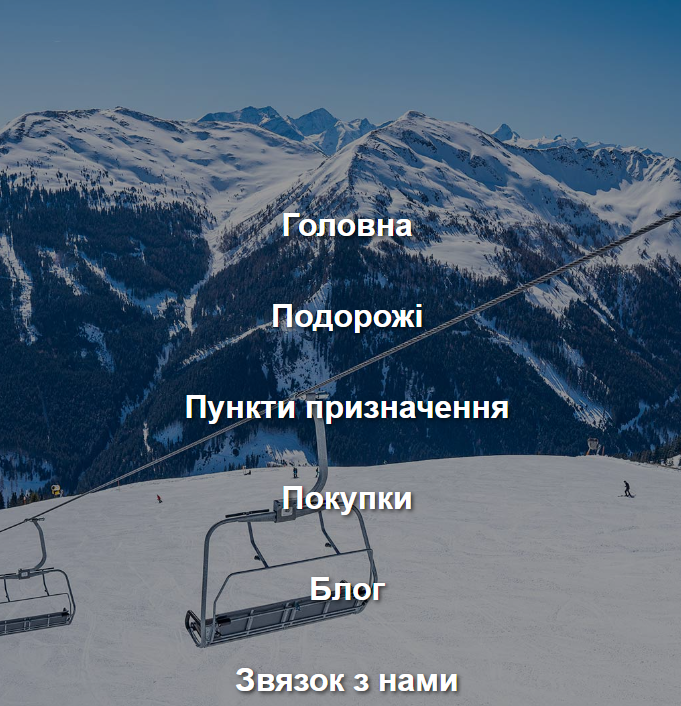 Головна
Подорожі
Пункти призначення
Покупки
Блог
Звязок з нами